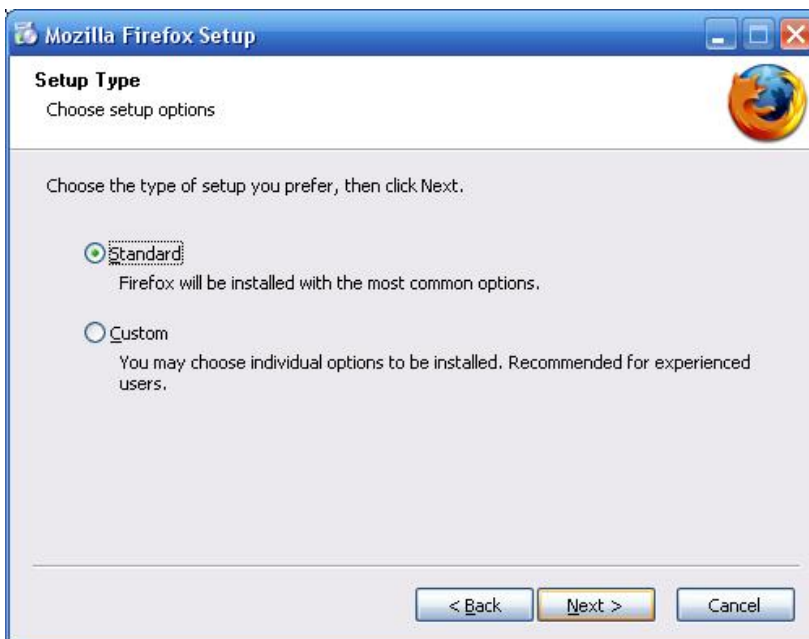 Mozilla Firefox Setup
Setup Type
Choose setup options
Choose the type of setup you prefer, then click Next.
Standard
Firefox will be installed with the most common options.
Custom
You may choose individual options to be installed. Recommended for experienced
users.
< Back
Next >
Cancel